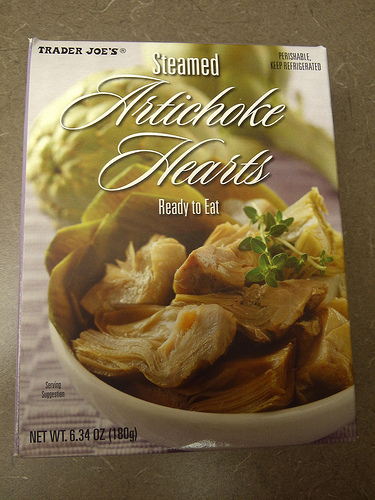 TRADER JOE'S®
Steamed
PERISHABLE,
KEEP REFRIGERATED
Artichoke
Hearts
Ready to Eat
Serving
Suggestion
NET WT. 6.34 OZ (180g)